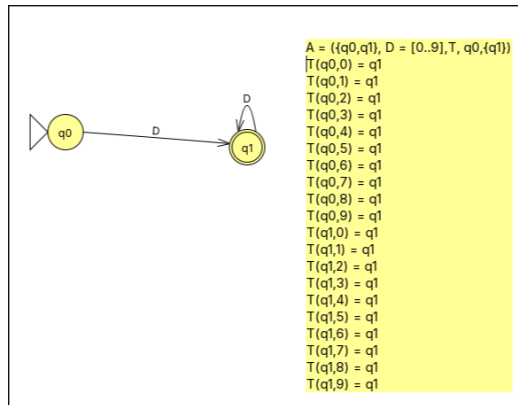 D
q0
D
q1
A = ({q0,q1}, D = [0..9],T, q0,{q1})
T(q0,0) = q1
T(q0,1) = q1
T(q0,2) = q1
T(q0,3) = q1
T(q0,4) = q1
T(q0,5) = q1
T(q0,6) = q1
T(q0,7) = q1
T(q0,8) = q1
T(q0,9) = q1
T(q1,0) = q1
T(q1,1) = q1
T(q1,2) = q1
T(q1,3) = q1
T(q1,4) = q1
T(q1,5) = q1
T(q1,6) = q1
T(q1,7) = q1
T(q1,8) = q1
T(q1,9) = q1